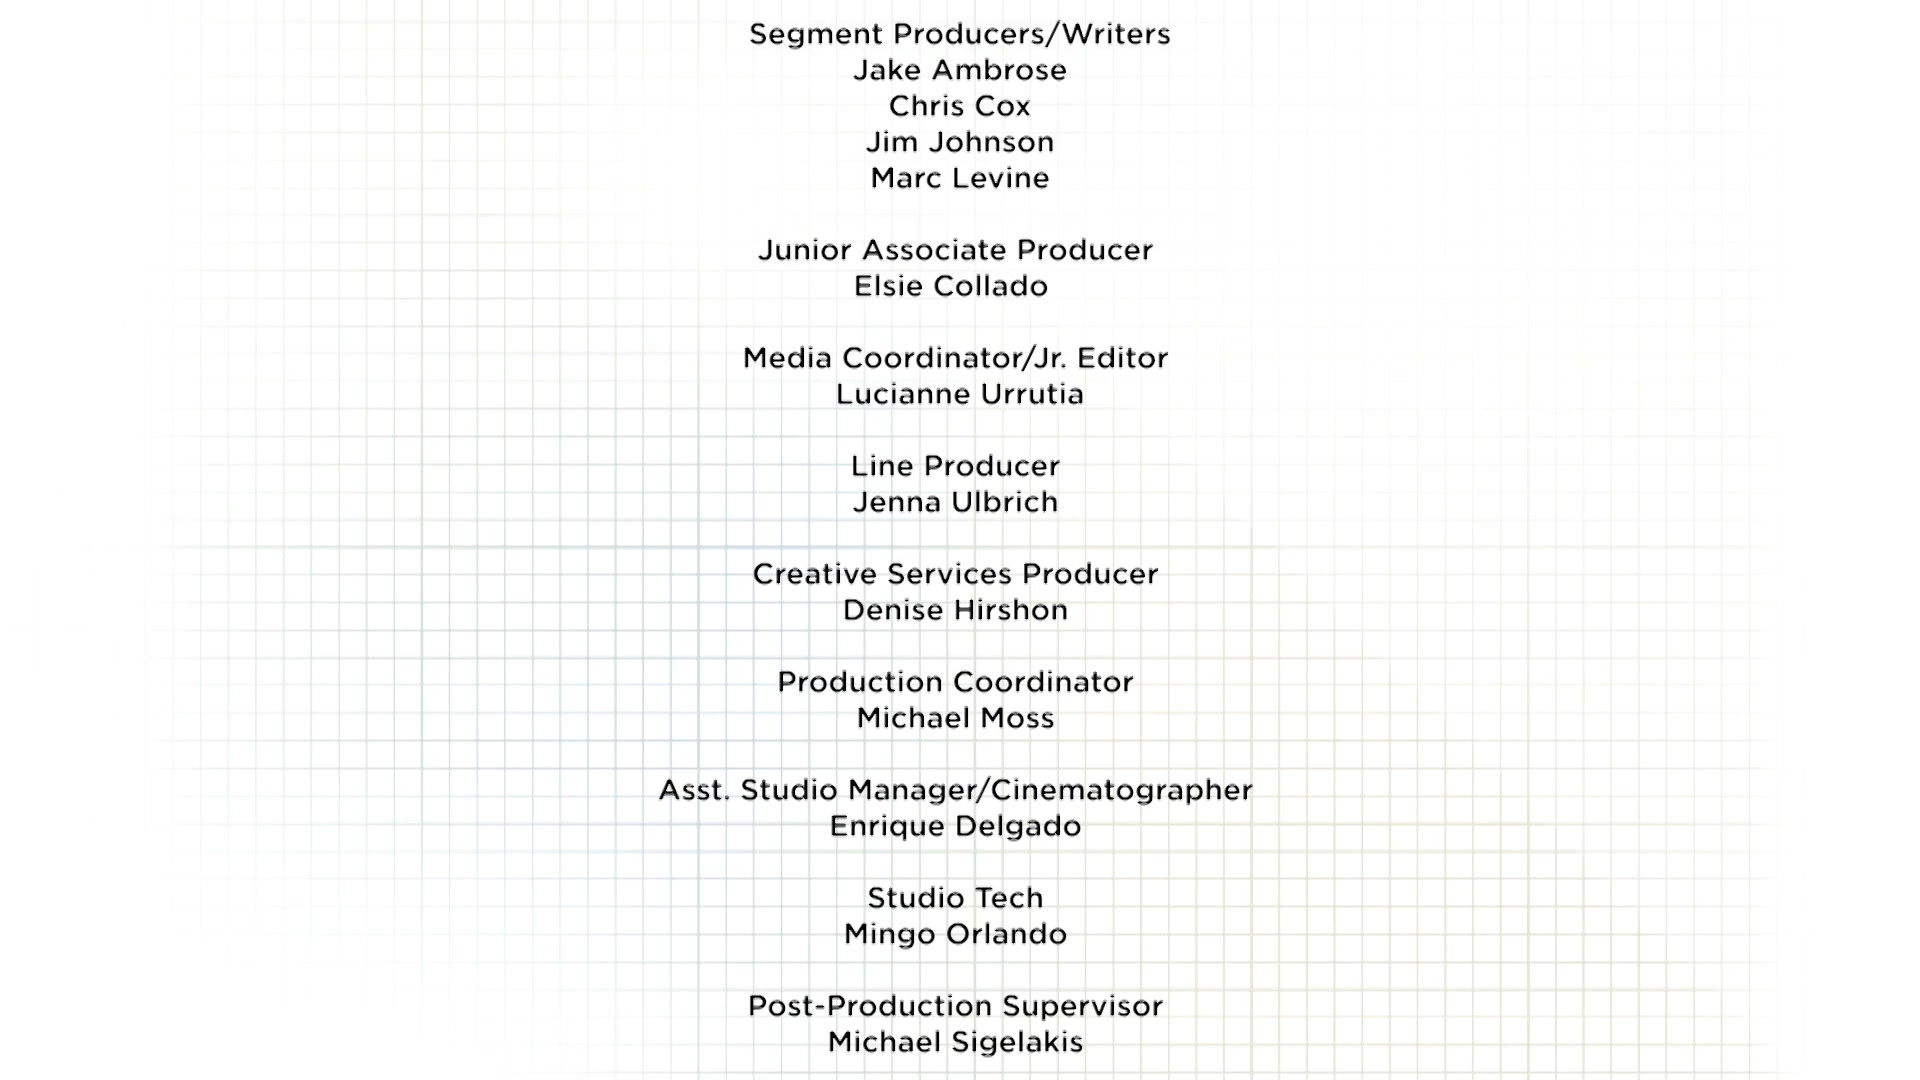 Segment Producers/Writers
Jake Ambrose
Chris Cox
Jim Johnson
Marc Levine
Junior Associate Producer
Elsie Collado
Media Coordinator/Jr. Editor
Lucianne Urrutia
Line Producer
Jenna Ulbrich
Creative Services Producer
Denise Hirshon
Production Coordinator
Michael Moss
Asst. Studio Manager/Cinematographer
Enrique Delgado
Studio Tech
Mingo Orlando
Post-Production Supervisor
Michael Sigelakis